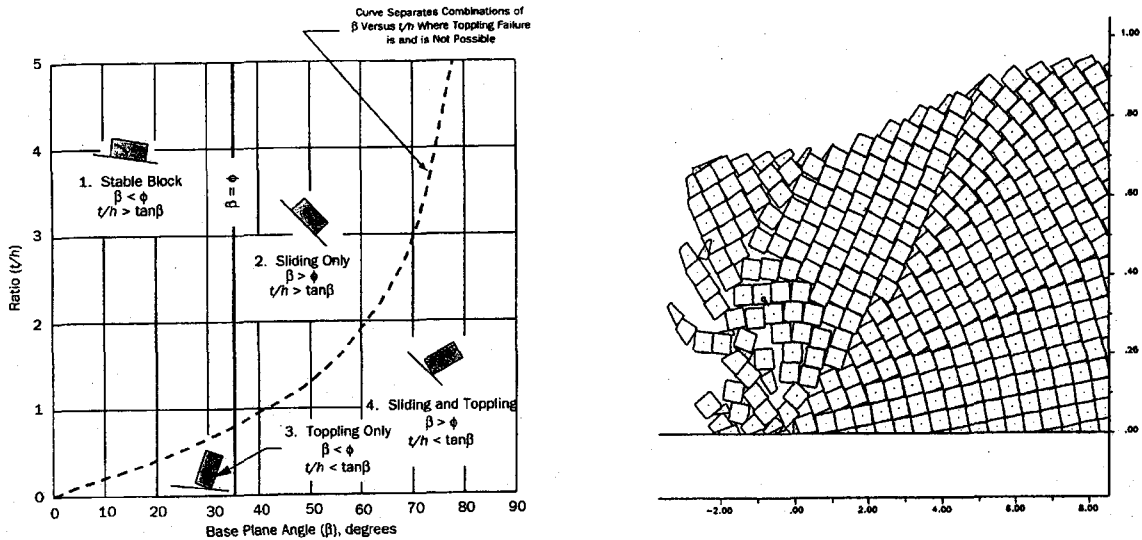 Curve Separates Combinations of
β Versus t/h Where Toppling Failure
is and is Not Possible
5
4
3
2
1
0
Ratio (t/h)
1. Stable Block
β < ϕ
t/h > tanβ
β = ϕ
2. Sliding Only
β > ϕ
t/h > tanβ
3. Toppling Only
β < ϕ
t/h < tanβ
4. Sliding and Toppling
β > ϕ
t/h < tanβ
0 10 20 30 40 50 60 70 80 90
Base Plane Angle (β), degrees
1.00
.80
.60
.40
.20
.00
-2.00 .00 2.00 4.00 6.00 8.00